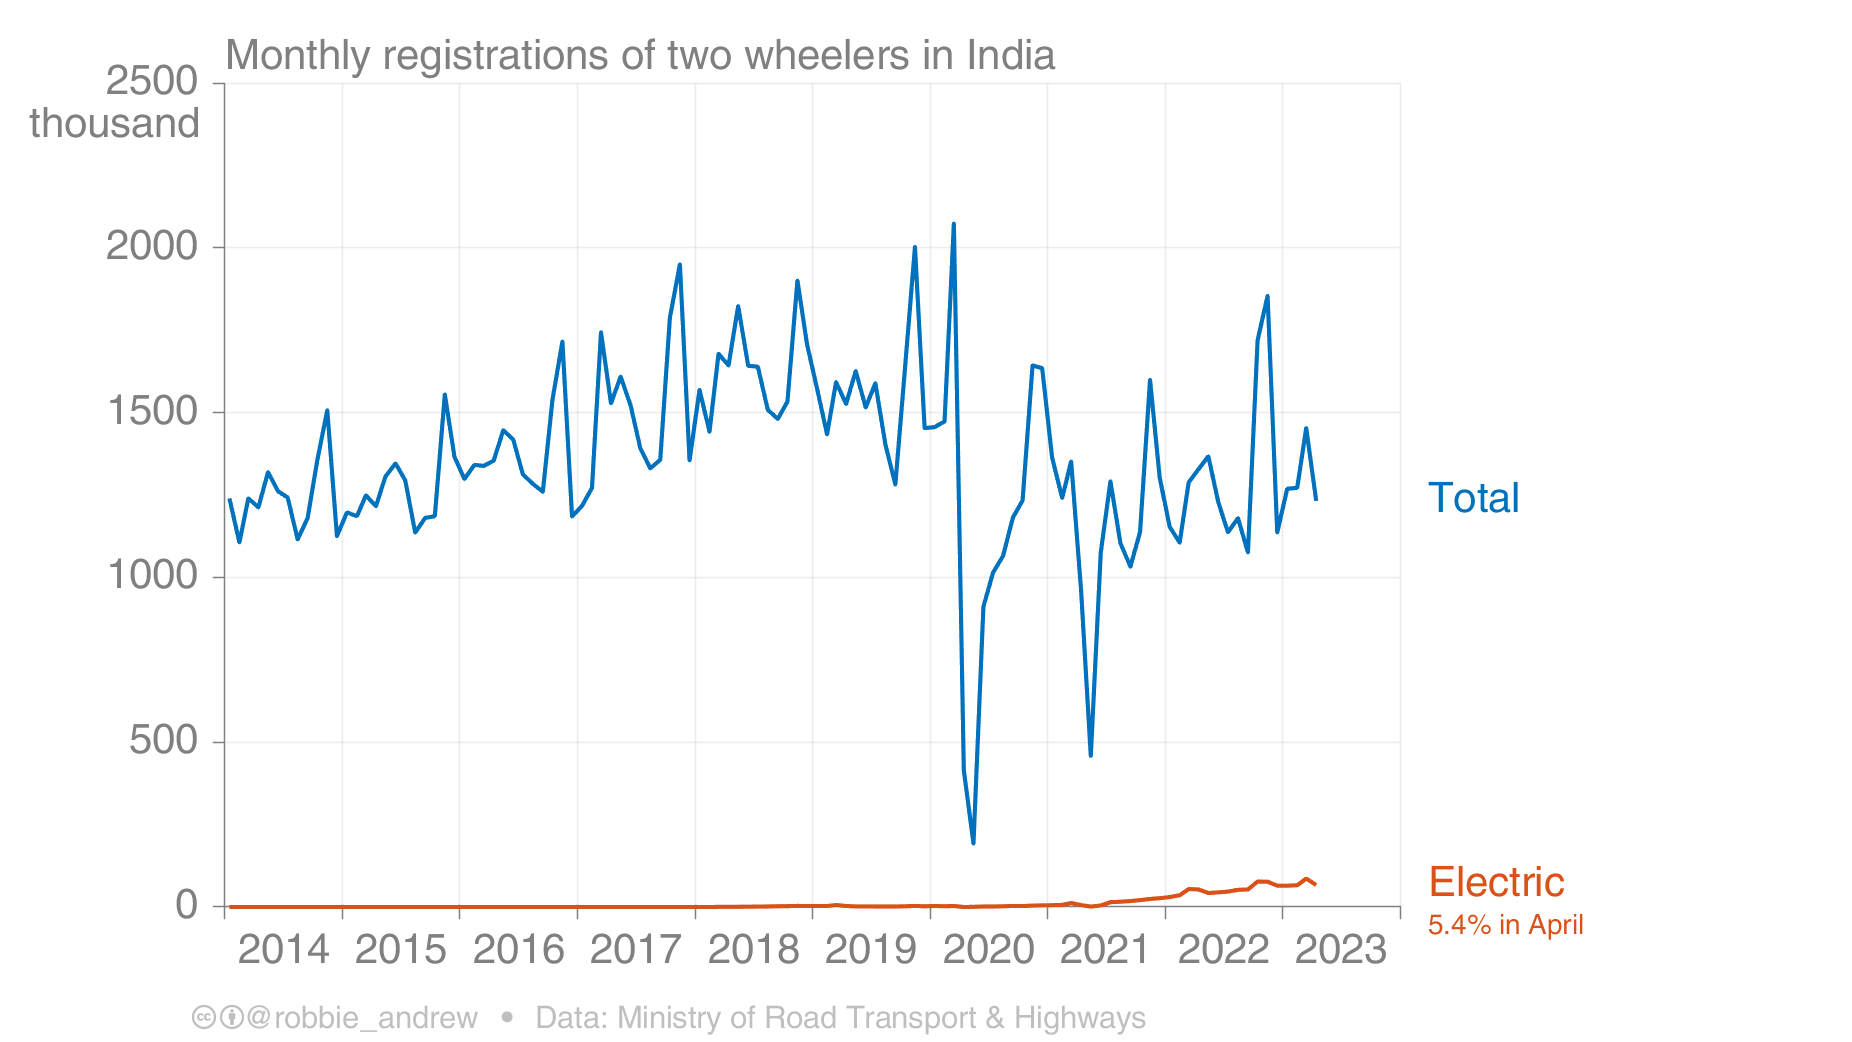 Monthly registrations of two wheelers in India
2500
thousand
2000
1500
1000
500
0
Total
Electric
5.4% in April
2014 2015 2016 2017 2018 2019 2020 2021 2022 2023
cc @robbie_andrew • Data: Ministry of Road Transport & Highways